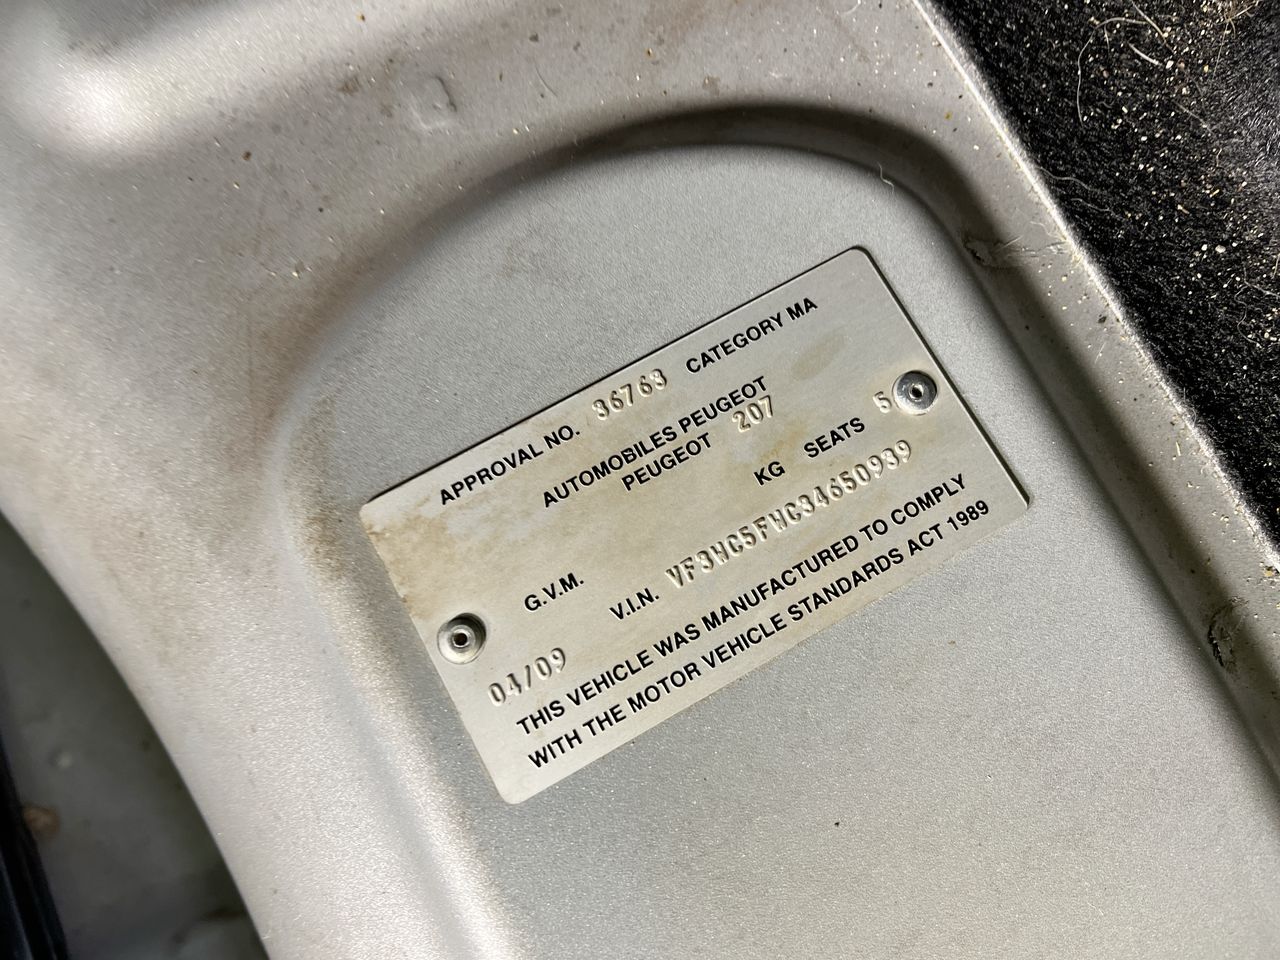 APPROVAL NO. 36763 CATEGORY MA
AUTOMOBILES PEUGEOT
PEUGEOT 207
G.V.M. KG SEATS 5
04/09 V.I.N. VF3WC5FWC34650939
THIS VEHICLE WAS MANUFACTURED TO COMPLY
WITH THE MOTOR VEHICLE STANDARDS ACT 1989